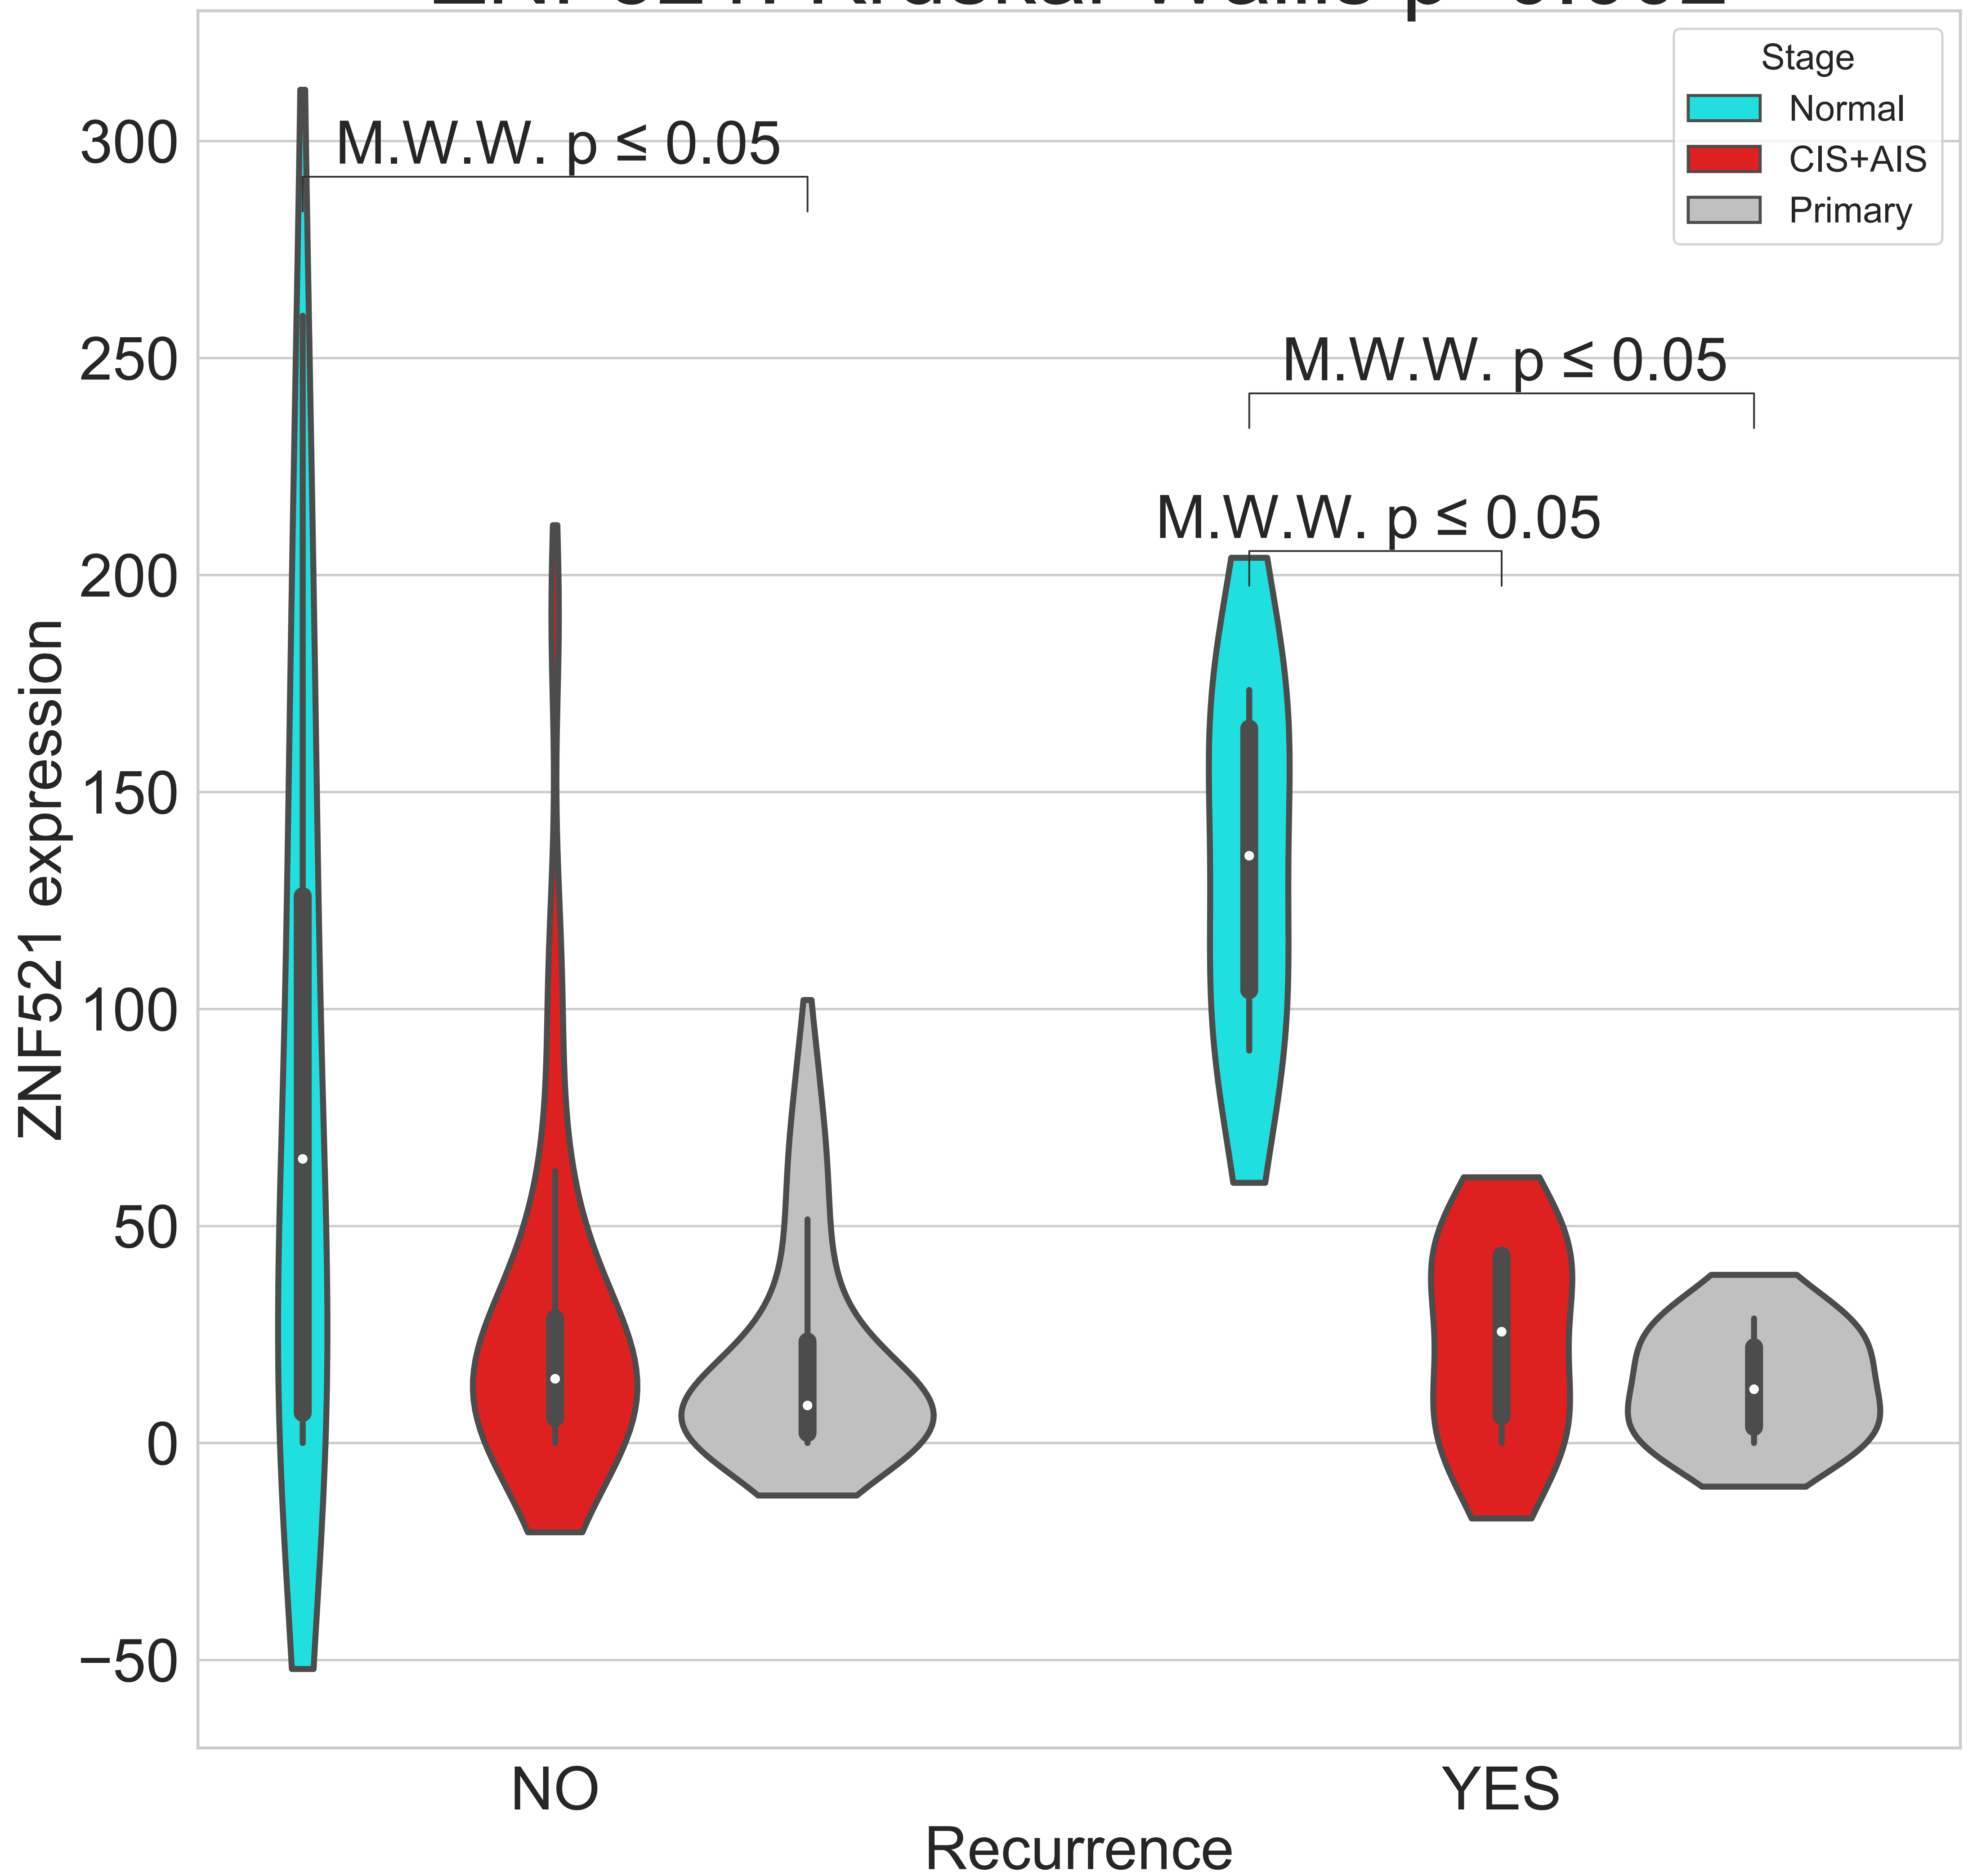 Stage
Normal
CIS+AIS
Primary
M.W.W. p ≤ 0.05
M.W.W. p ≤ 0.05
M.W.W. p ≤ 0.05
300
250
200
150
100
50
0
−50
ZNF521 expression
NO
YES
Recurrence